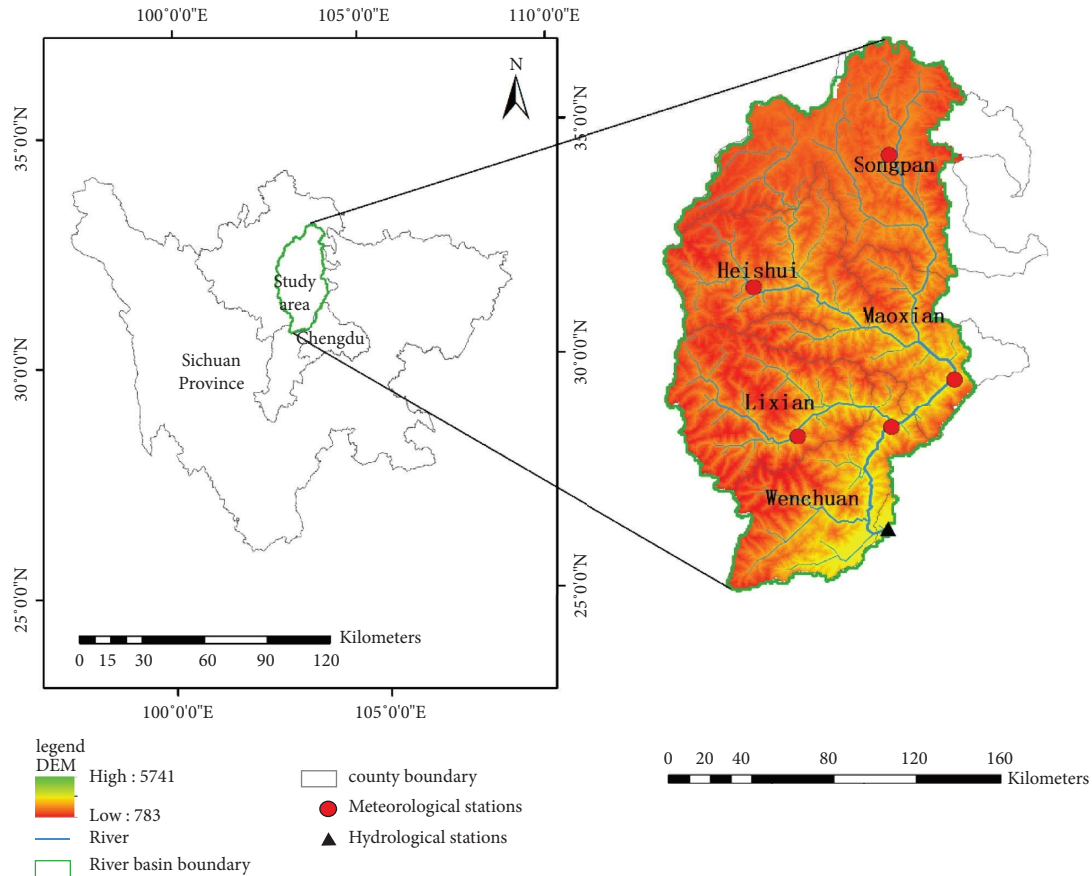 100°0'0"E
105°0'0"E
110°0'0"E
N
35°0'0"N
35°0'0"N
Songpan
Heishui
Study
area
Maoxian
Chengdu
30°0'0"N
30°0'0"N
Sichuan
Province
Lixian
Wenchuan
25°0'0"N
25°0'0"N
Kilometers
0 15 30 60 90 120
100°0'0"E
105°0'0"E
legend
DEM
High : 5741
Low : 783
River
River basin boundary
county boundary
Meteorological stations
Hydrological stations
0 20 40 80 120 160
Kilometers